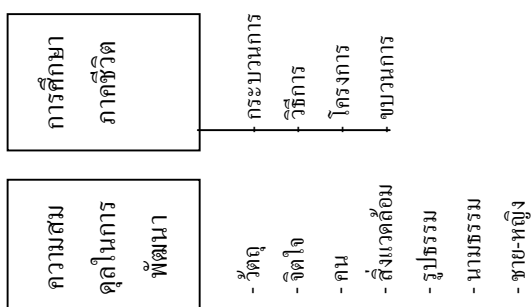 การศึกษา
ภาคชีวิต
- กระบวนการ
- วิธีการ
- โครงการ
- ขบวนการ
ความสม
ดุลในการ
พัฒนา
- วัตถุ
- จิตใจ
- คน
- สิ่งแวดล้อม
- รูปธรรม
- นามธรรม
- ชาย-หญิง